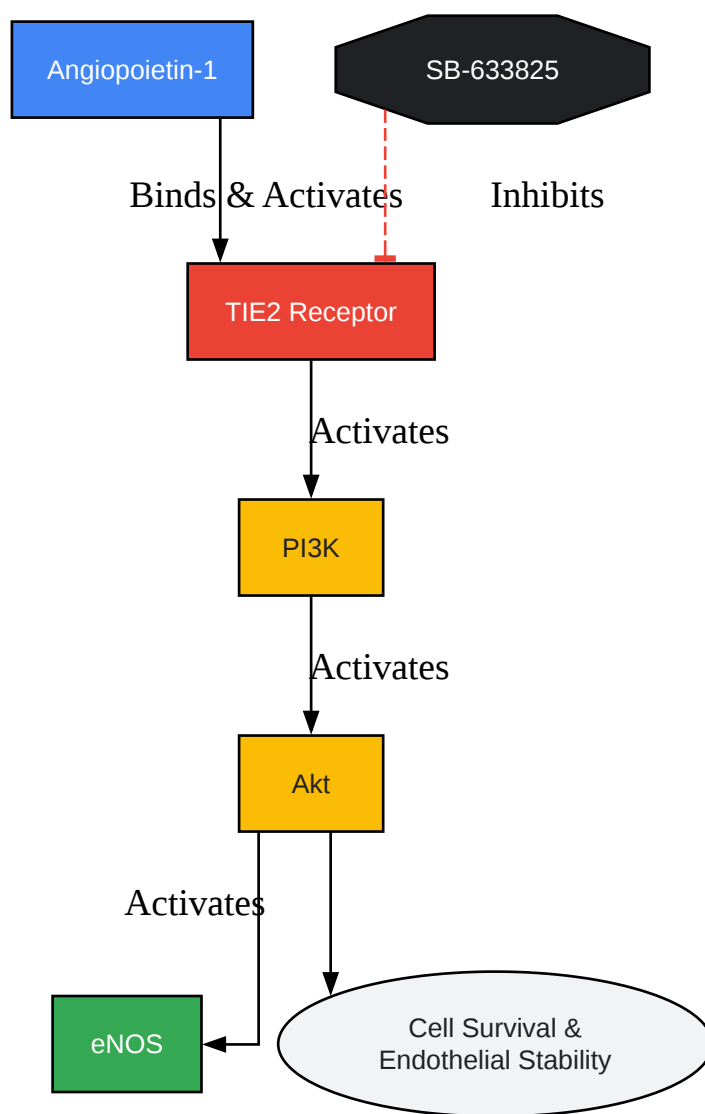 Angiopoietin-1
SB-633825
Binds & Activates
Inhibits
TIE2 Receptor
Activates
PI3K
Activates
Akt
Activates
eNOS
Cell Survival &
Endothelial Stability